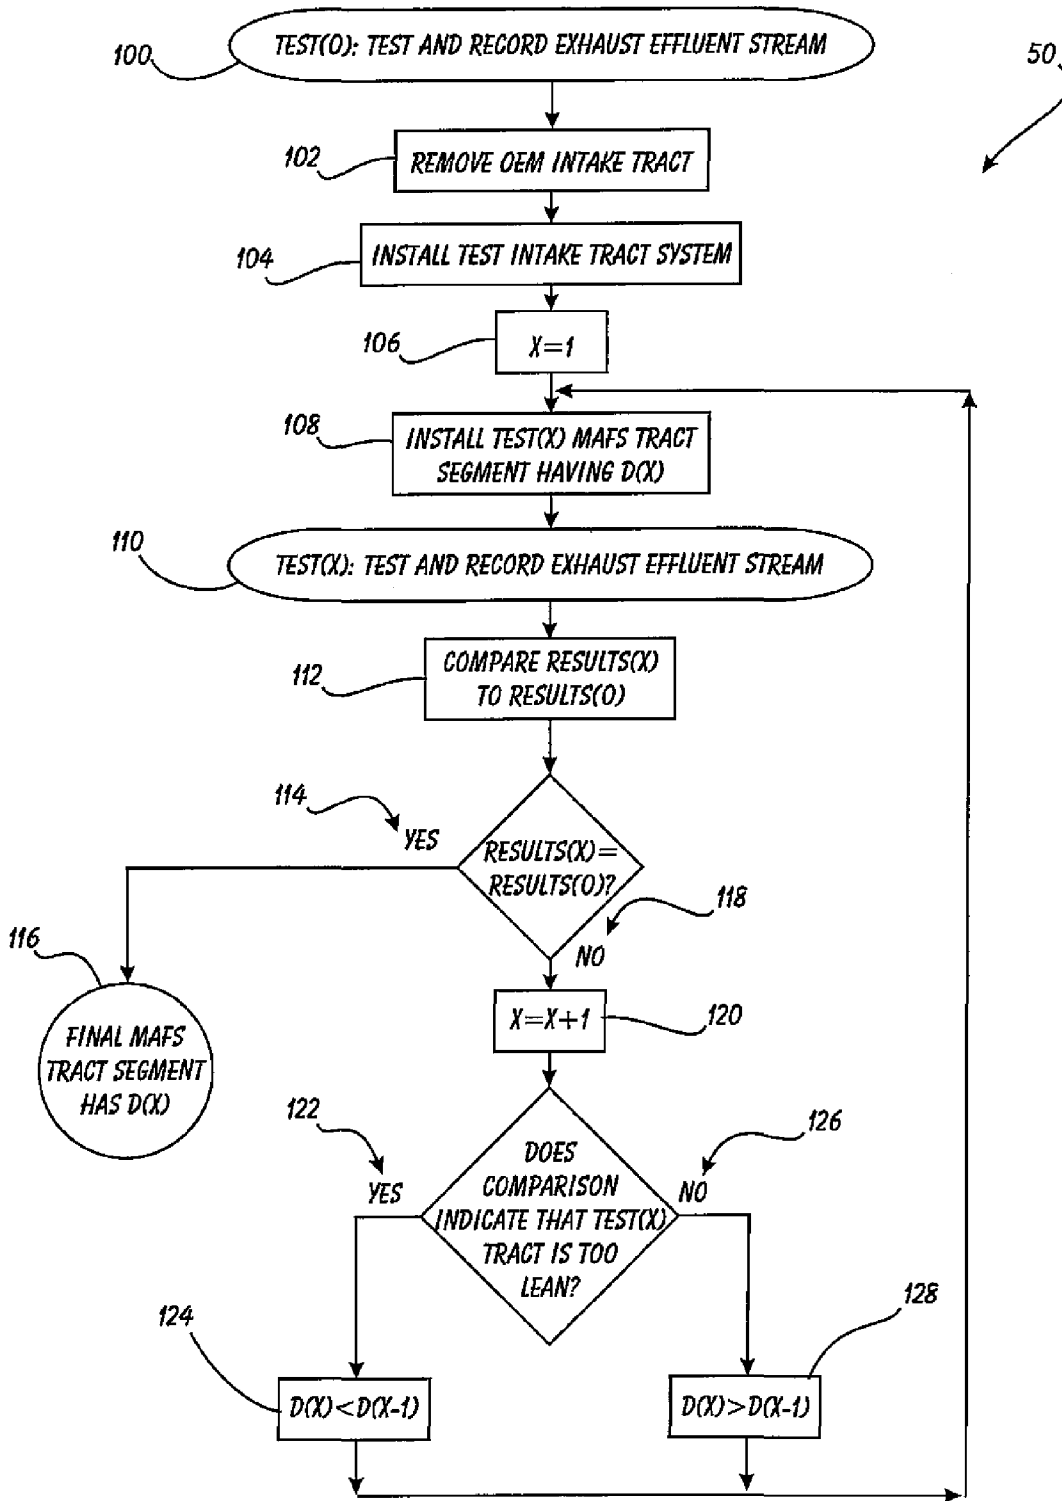 TEST(0): TEST AND RECORD EXHAUST EFFLUENT STREAM
100
50
102
REMOVE OEM INTAKE TRACT
104
INSTALL TEST INTAKE TRACT SYSTEM
106
X=1
108
INSTALL TEST(X) MAFS TRACT
SEGMENT HAVING D(X)
110
TEST(X): TEST AND RECORD EXHAUST EFFLUENT STREAM
112
COMPARE RESULTS(X)
TO RESULTS(0)
114
YES
RESULTS(X)=
RESULTS(0)?
118
NO
116
FINAL MAFS
TRACT SEGMENT
HAS D(X)
X=X+1
120
122
YES
DOES
COMPARISON
INDICATE THAT TEST(X)
TRACT IS TOO
LEAN?
126
NO
124
D(X)<D(X-1)
128
D(X)>D(X-1)